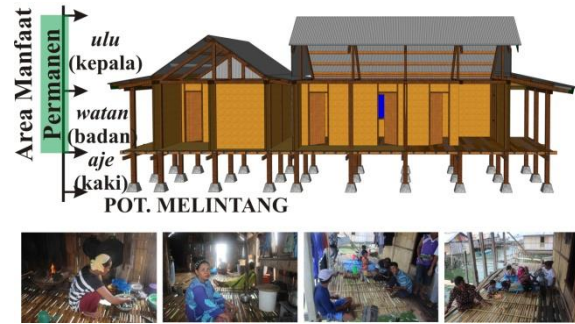 Area Manfaat
Permanen
ulu
(kepala)
watan
(badan)
aje
(kaki)
POT. MELINTANG